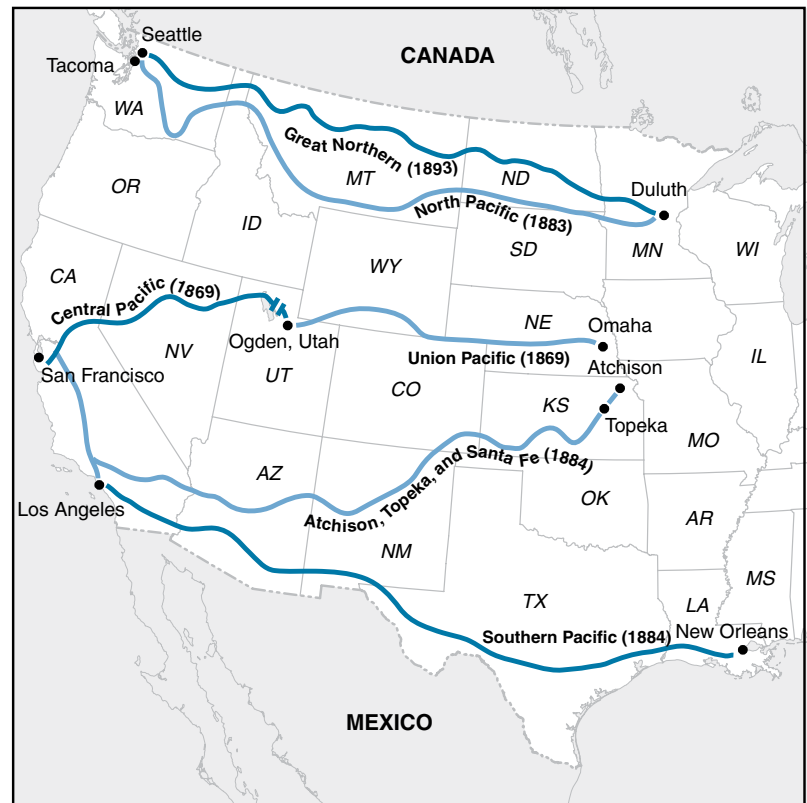 Seattle
CANADA
Tacoma
WA
Great Northern (1893)
MT
ND
OR
Duluth
North Pacific (1883)
ID
SD
MN
WI
WY
CA
Central Pacific (1869)
NE
Omaha
Ogden, Utah
NV
Union Pacific (1869)
IL
Atchison
San Francisco
UT
CO
KS
Topeka
MO
AZ
Atchison, Topeka, and Santa Fe (1884)
OK
Los Angeles
AR
NM
MS
TX
LA
Southern Pacific (1884)
New Orleans
MEXICO